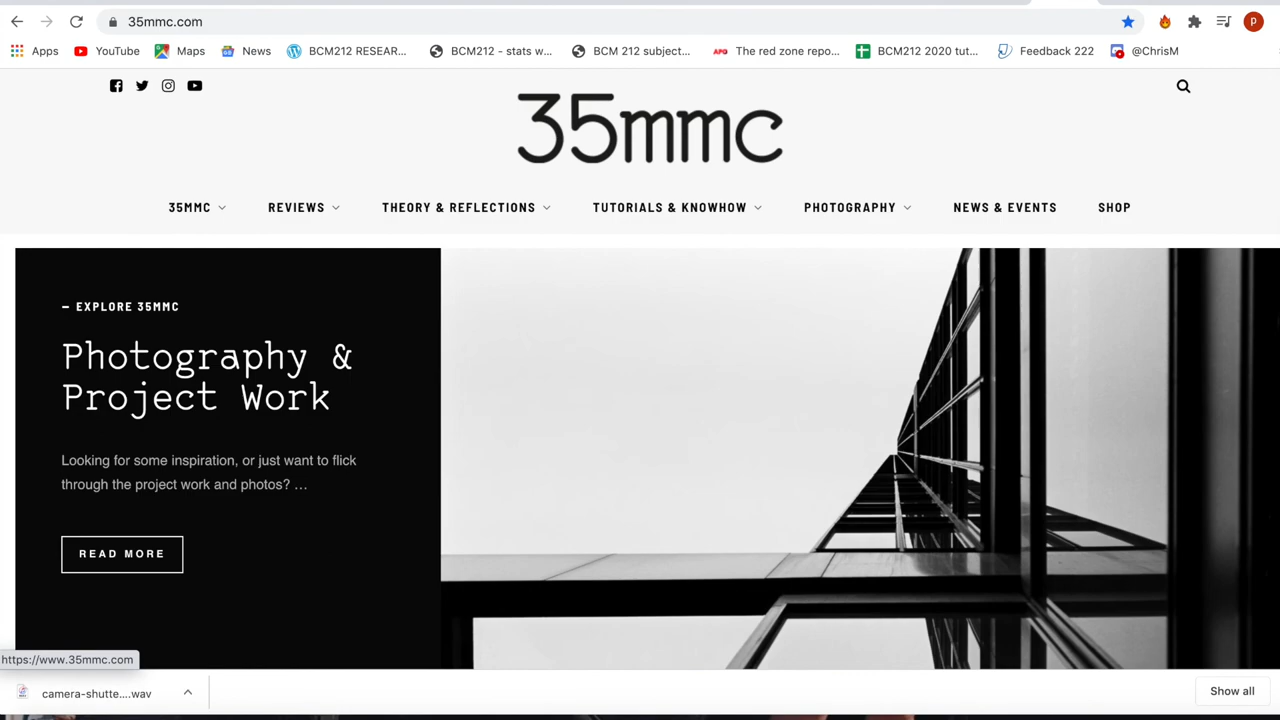 35mmc.com
p
Apps
YouTube
Maps
News
BCM212 RESEAR...
BCM212 - stats w...
BCM 212 subject...
APO The red zone repo...
BCM212 2020 tut...
Feedback 222
@ChrisM
35mmc
35MMC
REVIEWS
THEORY & REFLECTIONS
TUTORIALS & KNOWHOW
PHOTOGRAPHY
NEWS & EVENTS
SHOP
— EXPLORE 35MMC
Photography &
Project Work
Looking for some inspiration, or just want to flick
through the project work and photos? ...
READ MORE
https://www.35mmc.com
camera-shutte....wav
Show all